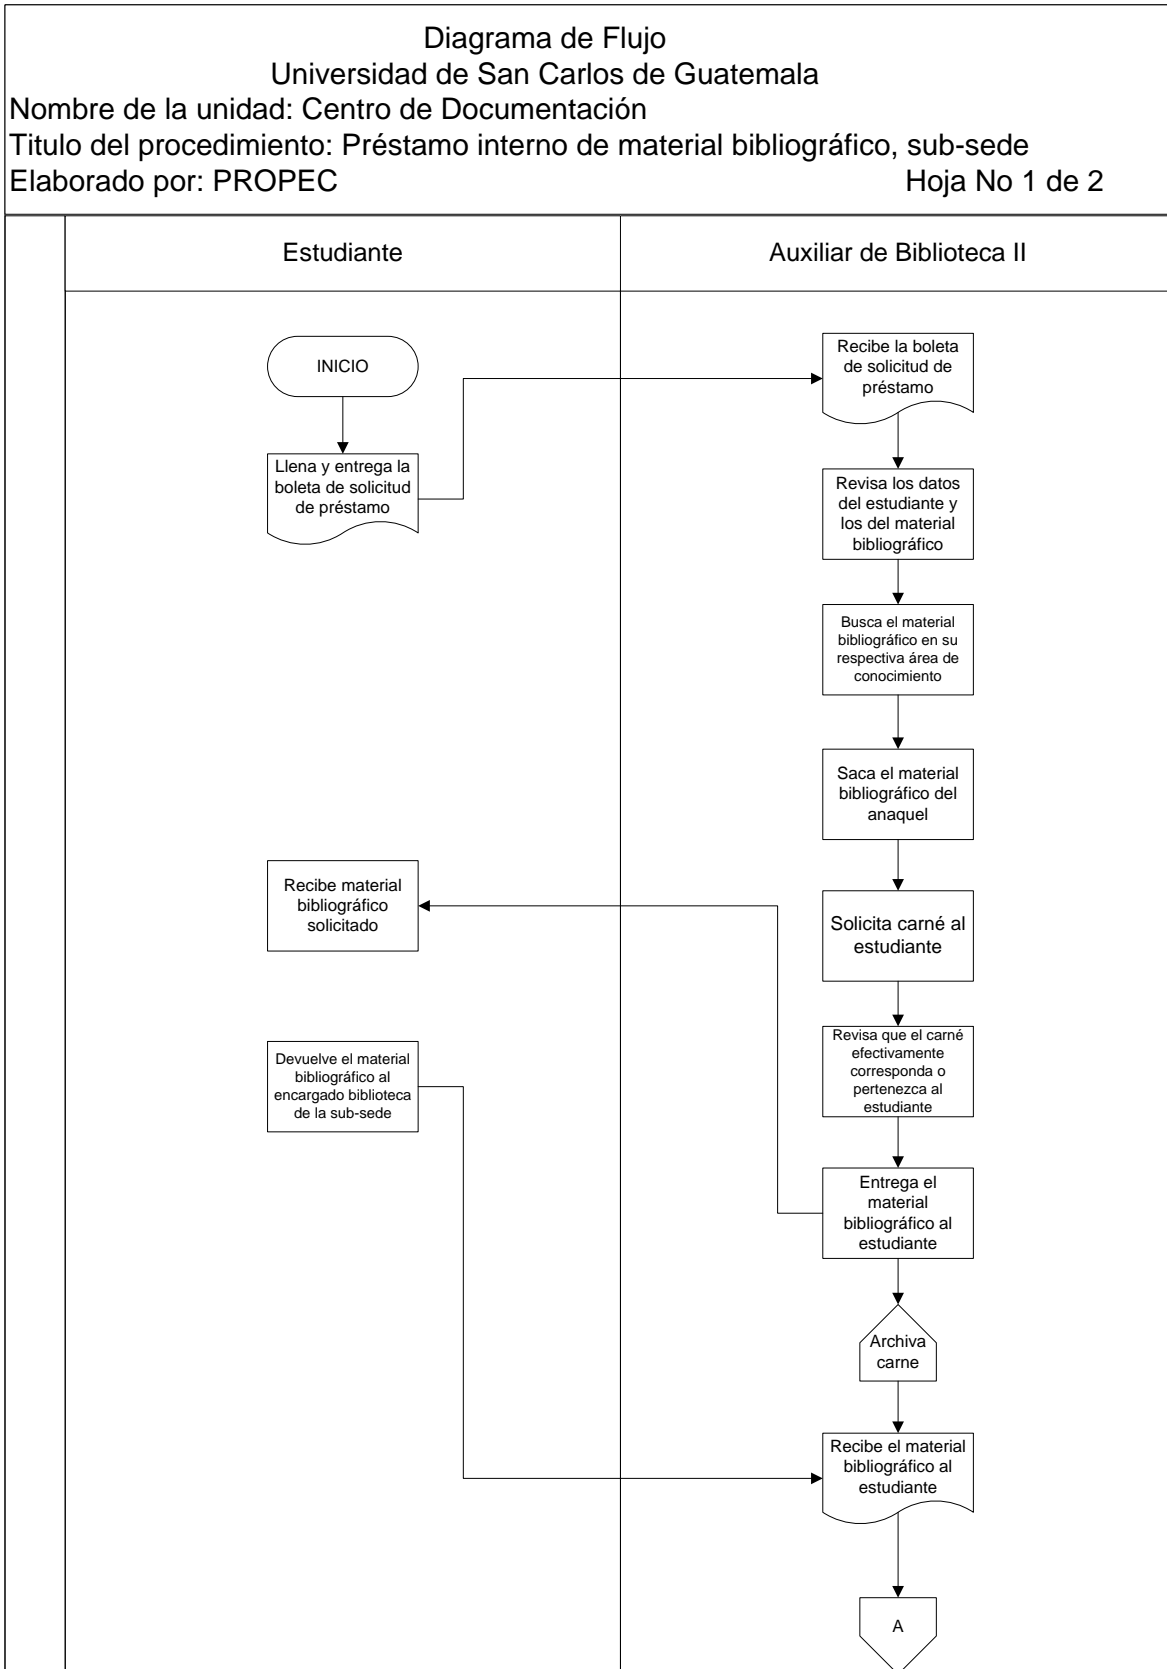 Diagrama de Flujo
Universidad de San Carlos de Guatemala
Nombre de la unidad: Centro de Documentación
Titulo del procedimiento: Préstamo interno de material bibliográfico, sub-sede
Elaborado por: PROPEC Hoja No 1 de 2
Estudiante
Auxiliar de Biblioteca II
INICIO
Llena y entrega la
boleta de solicitud
de préstamo
Recibe la boleta
de solicitud de
préstamo
Revisa los datos
del estudiante y
los del material
bibliográfico
Busca el material
bibliográfico en su
respectiva área de
conocimiento
Saca el material
bibliográfico del
anaquel
Solicita carné al
estudiante
Revisa que el carné
efectivamente
corresponda o
pertenezca al
estudiante
Entrega el
material
bibliográfico al
estudiante
Recibe material
bibliográfico
solicitado
Archiva
carne
Devuelve el material
bibliográfico al
encargado biblioteca
de la sub-sede
Recibe el material
bibliográfico al
estudiante
A